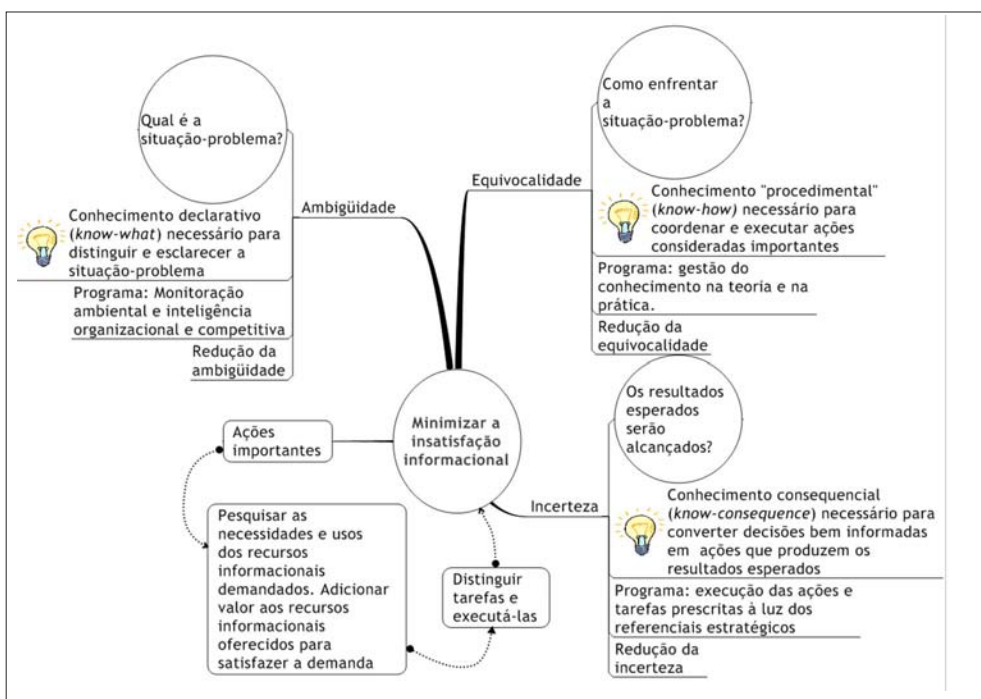 Qual é a
situação-problema?
Ambigüidade
Conhecimento declarativo
(know-what) necessário para
distinguir e esclarecer a
situação-problema
Programa: Monitoração
ambiental e inteligência
organizacional e competitiva
Redução da
ambigüidade
Como enfrentar
a
situação-problema?
Equivocalidade
Conhecimento "procedimental"
(know-how) necessário para
coordenar e executar ações
consideradas importantes
Programa: gestão do
conhecimento na teoria e na
prática.
Redução da
equivocalidade
Minimizar a
insatisfação
informacional
Ações
importantes
Pesquisar as
necessidades e usos
dos recursos
informacionais
demandados. Adicionar
valor aos recursos
informacionais
oferecidos para
satisfazer a demanda
Distinguir
tarefas e
executá-las
Os resultados
esperados
serão
alcançados?
Incerteza
Conhecimento consequencial
(know-consequence) necessário para
converter decisões bem informadas
em ações que produzem os
resultados esperados
Programa: execução das ações e
tarefas prescritas à luz dos
referenciais estratégicos
Redução da
incerteza